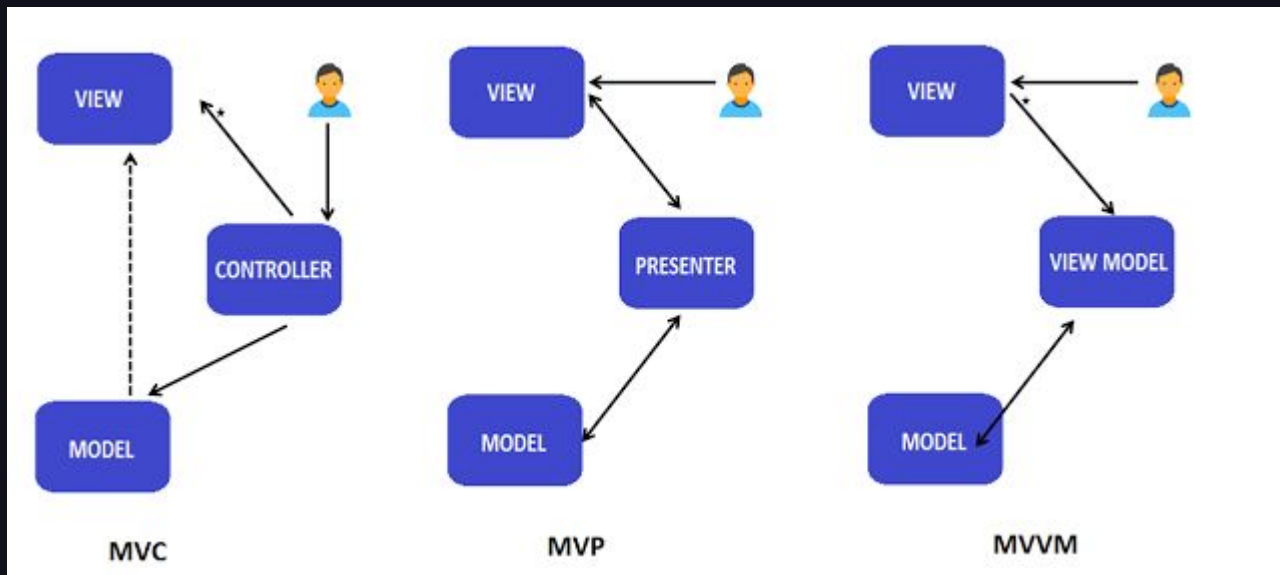 VIEW
CONTROLLER
MODEL
MVC
VIEW
PRESENTER
MODEL
MVP
VIEW
VIEW MODEL
MODEL
MVVM